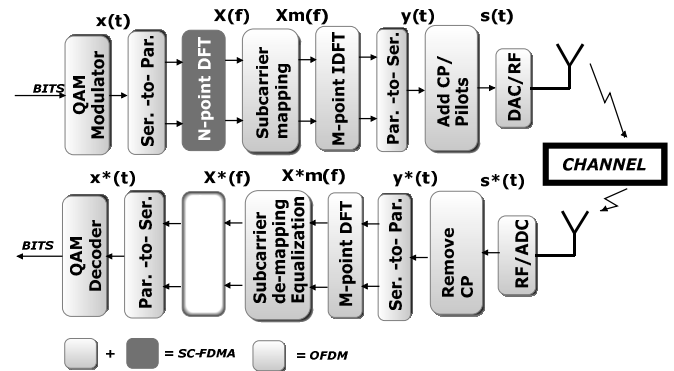 x(t)
X(f)
Xm(f)
y(t)
s(t)
BITS
QAM
Modulator
Ser. -to- Par.
N-point DFT
Subcarrier
mapping
M-point IDFT
Par. -to- Ser.
Add CP/
Pilots
DAC/RF
CHANNEL
x*(t)
X*(f)
X*m(f)
y*(t)
s*(t)
BITS
QAM
Decoder
Par. -to- Ser.
Subcarrier
de-mapping
Equalization
M-point DFT
Ser. -to- Par.
Remove
CP
RF/ADC
+ = SC-FDMA = OFDM